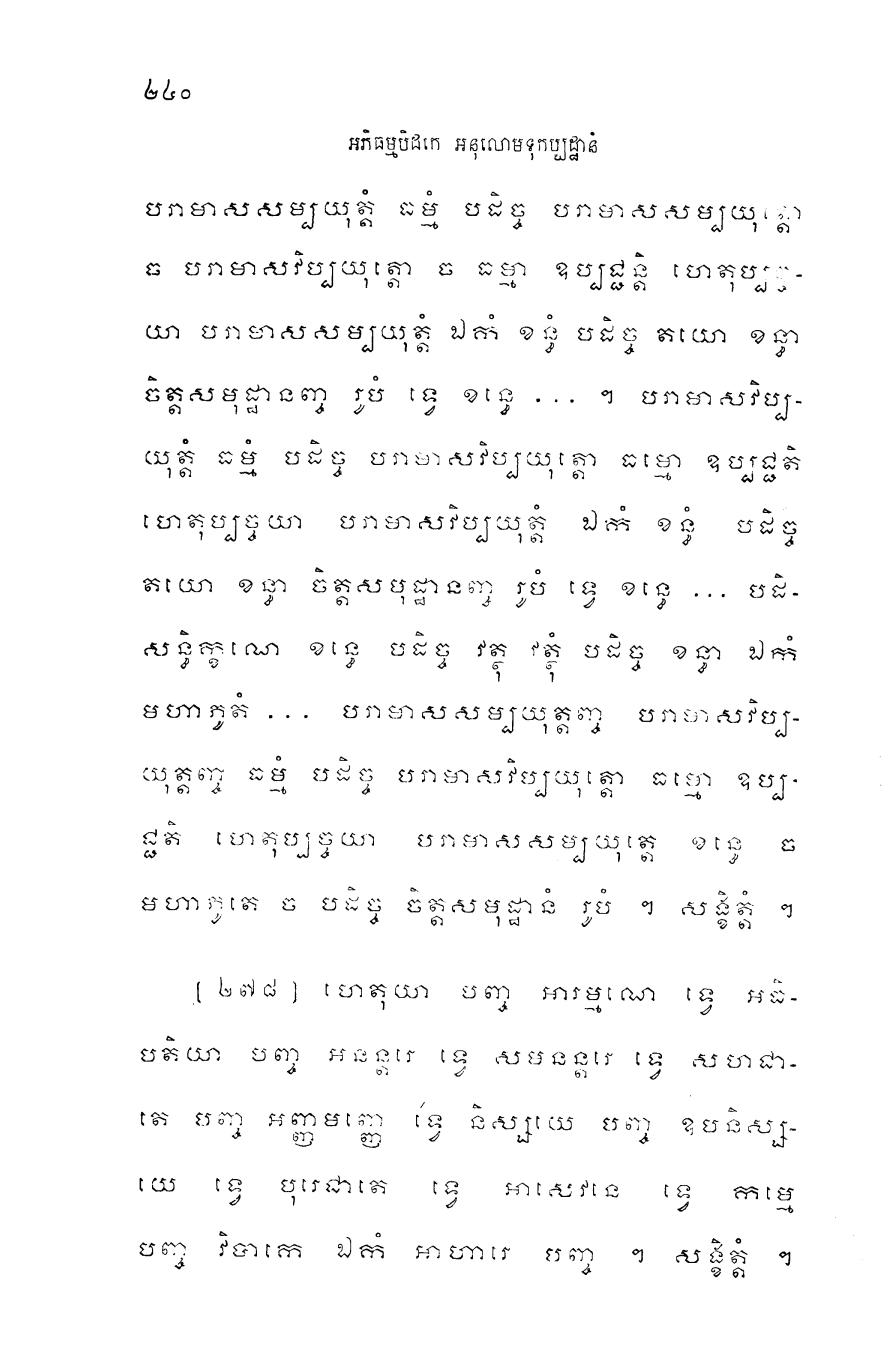 ២៤០
អភិធម្មបិដកេ អនុលោមទុកប្បដ្ឋានំ
បរាមាសសម្បយុត្តំ ធម្មំ បដិច្ច បរាមាសសម្បយុត្តោ
ច បរាមាសវិប្បយុត្តោ ច ធម្មា ឧប្បជ្ជន្តិ ហេតុប្បច្ច-
យា បរាមាសសម្បយុត្តំ ឯកំ ខន្ធំ បដិច្ច តយោ ខន្ធា
ចិត្តសមុដ្ឋានញ្ច រូបំ ទ្វេ ខន្ធេ ... ។ បរាមាសវិប្ប-
យុត្តំ ធម្មំ បដិច្ច បរាមាសវិប្បយុត្តោ ធម្មោ ឧប្បជ្ជតិ
ហេតុប្បច្ចយា បរាមាសវិប្បយុត្តំ ឯកំ ខន្ធំ បដិច្ច
តយោ ខន្ធា ចិត្តសមុដ្ឋានញ្ច រូបំ ទ្វេ ខន្ធេ ... បដិ-
សន្ធិក្ខណេ ខន្ធេ បដិច្ច វត្ថុ វត្ថុំ បដិច្ច ខន្ធា ឯកំ
មហាភូតំ ... បរាមាសសម្បយុត្តញ្ច បរាមាសវិប្ប-
យុត្តញ្ច ធម្មំ បដិច្ច បរាមាសវិប្បយុត្តោ ធម្មោ ឧប្ប-
ជ្ជតិ ហេតុប្បច្ចយា បរាមាសសម្បយុត្តេ ខន្ធេ ច
មហាភូតេ ច បដិច្ច ចិត្តសមុដ្ឋានំ រូបំ ។ សង្ខិត្តំ ។
[ ២៧៨ ] ហេតុយា បញ្ច អារម្មណោ ទ្វេ អធិ-
បតិយា បញ្ច អនន្តរេ ទ្វេ សមនន្តរេ ទ្វេ សហជា-
តេ បញ្ច អញ្ញមញ្ញេ ទ្វេ និស្សយេ បញ្ច ឧបនិស្ស-
យេ ទ្វេ បុរេជាតេ ទ្វេ អាសេវនេ ទ្វេ កម្មេ
បញ្ច វិបាកេ ឯកំ អាហារេ បញ្ច ។ សង្ខិត្តំ ។